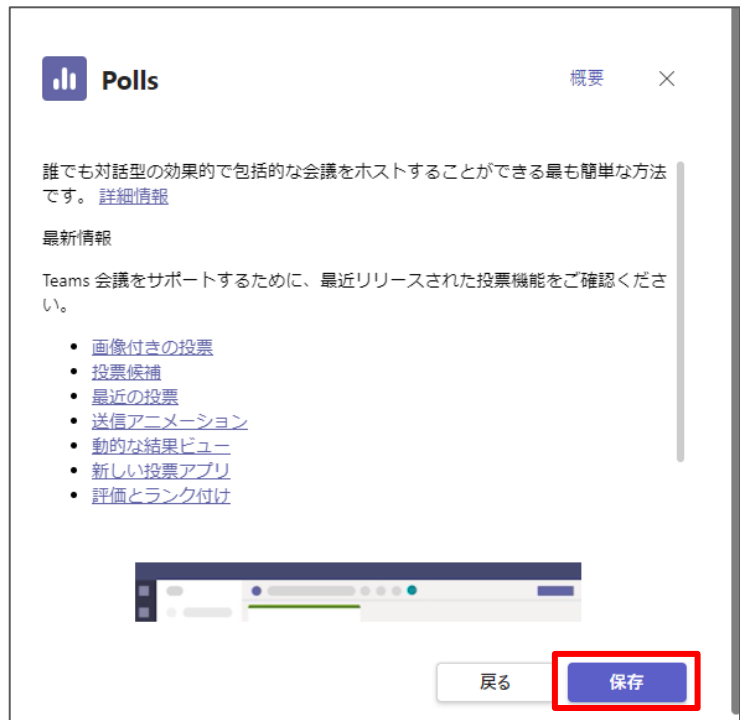 Polls
概要
誰でも対話型の効果的で包括的な会議をホストすることができる最も簡単な方法
です。 詳細情報
最新情報
Teams 会議をサポートするために、最近リリースされた投票機能をご確認くださ
い。
画像付きの投票
投票候補
最近の投票
送信アニメーション
動的な結果ビュー
新しい投票アプリ
評価とランク付け
戻る
保存